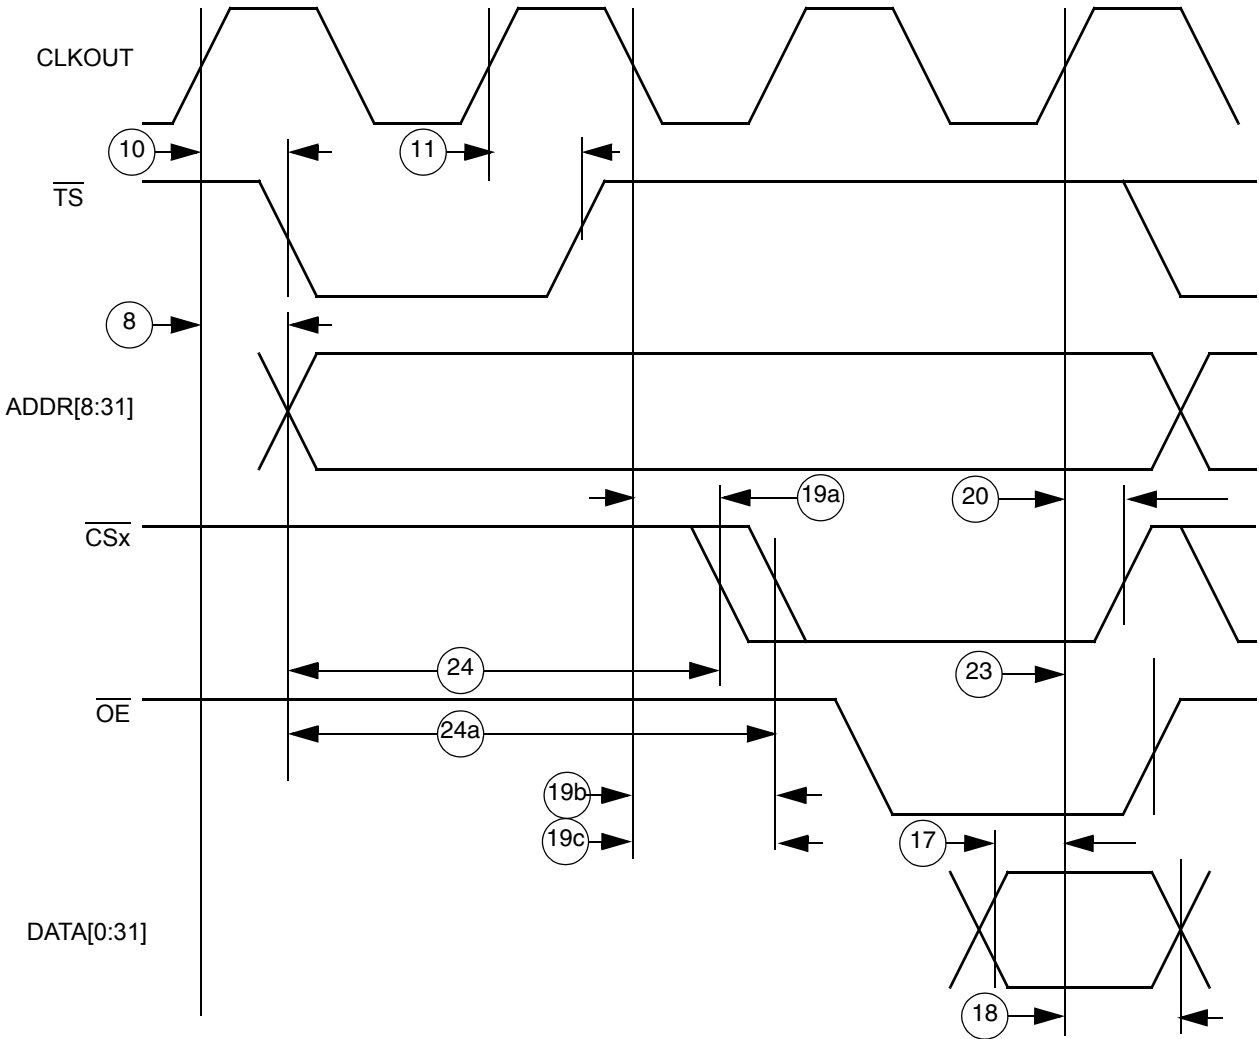 CLKOUT
10
11
TS
8
ADDR[8:31]
19a
20
CSx
24
23
OE
24a
19b
19c
17
DATA[0:31]
18